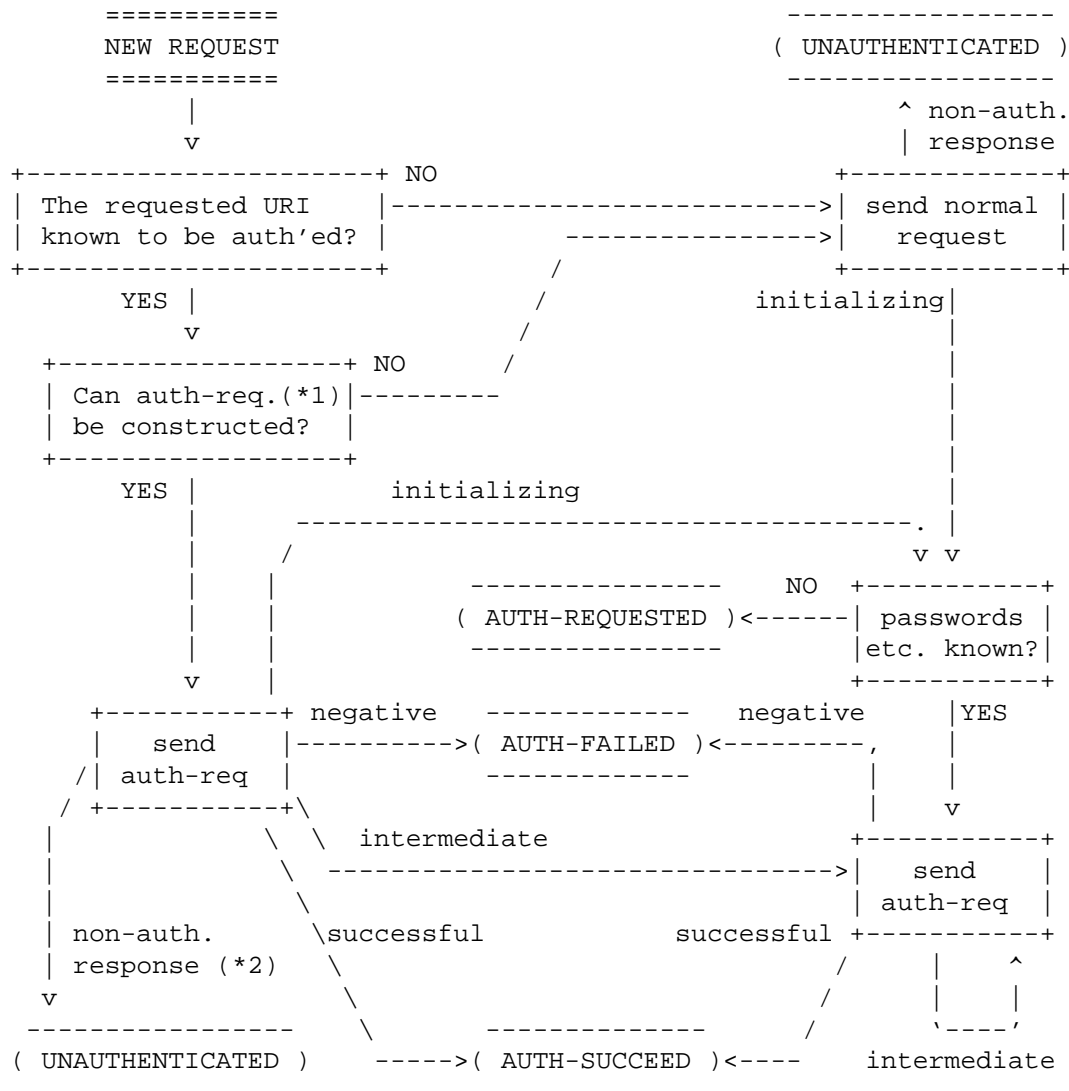 NEW REQUEST ( UNAUTHENTICATED )
^ non-auth.
v | response
NO
The requested URI send normal
known to be auth'ed? request
YES initializing
v
NO
Can auth-req.(*1)
be constructed?
YES initializing
v v
NO
( AUTH-REQUESTED ) passwords
etc. known?
v
negative negative YES
send ( AUTH-FAILED )
auth-req
v
intermediate
send
auth-req
non-auth. successful successful
response (*2) ^
v
( UNAUTHENTICATED ) ( AUTH-SUCCEED ) intermediate